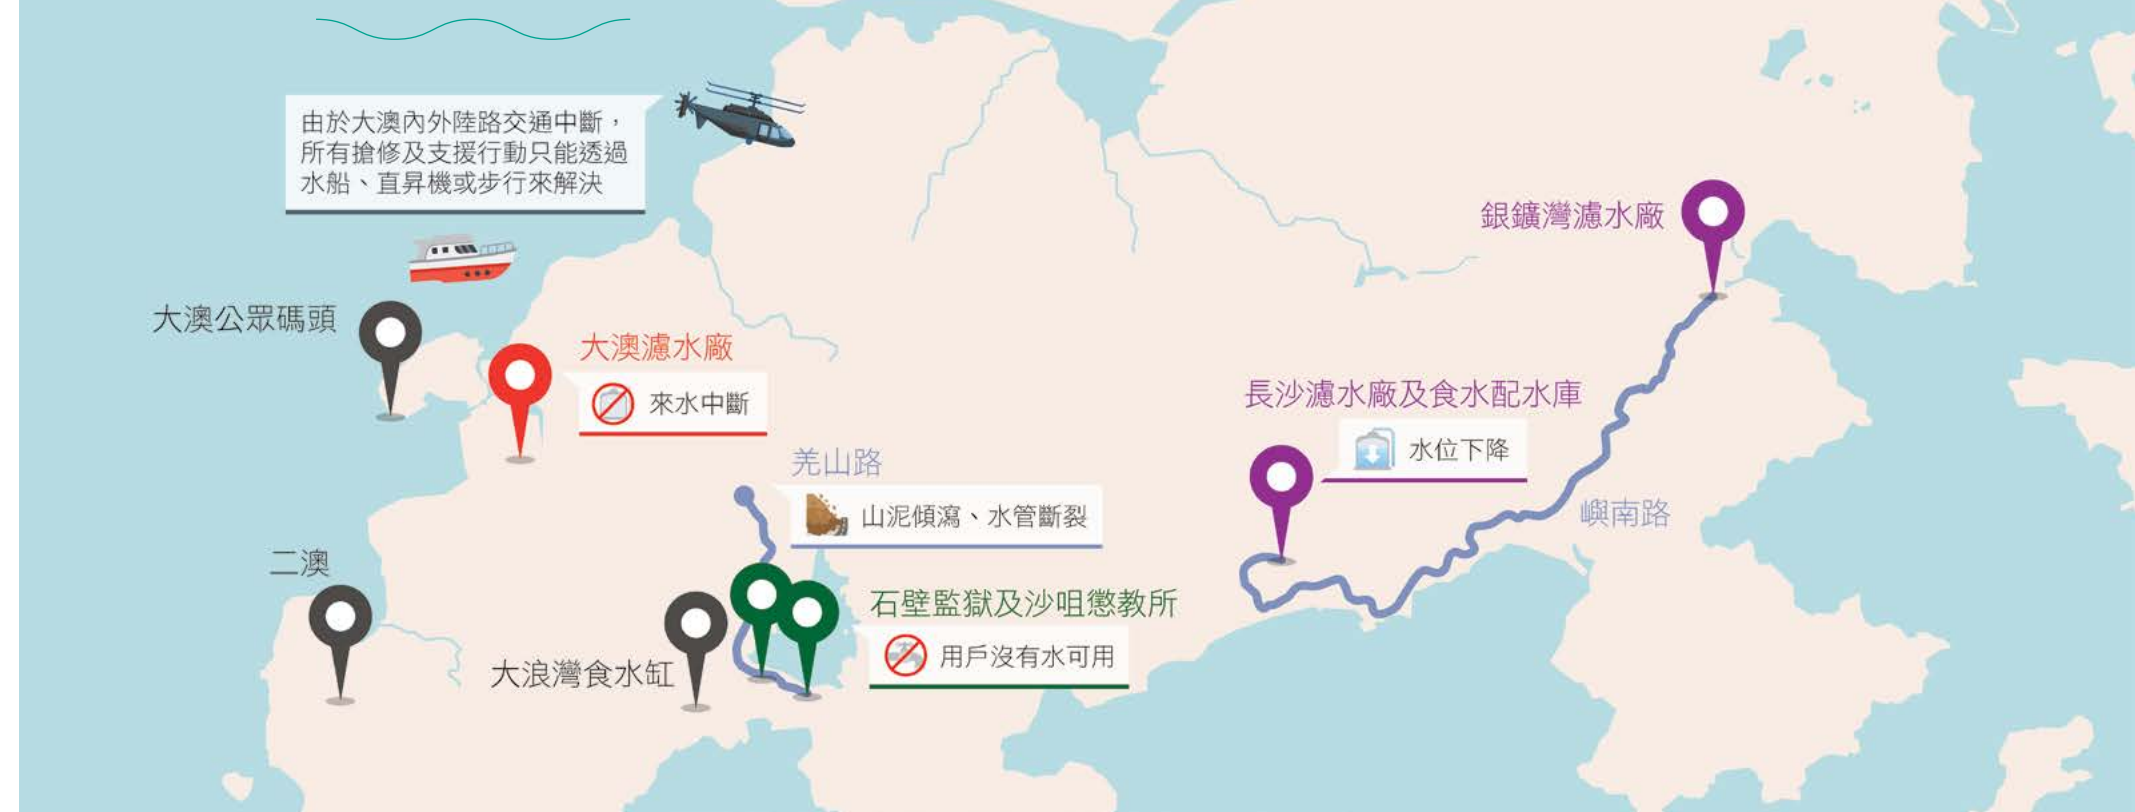 由於大澳內外陸路交通中斷，
所有搶修及支援行動只能透過
水船、直昇機或步行來解決
銀鑛灣濾水廠
大澳公眾碼頭
大澳濾水廠
來水中斷
長沙濾水廠及食水配水庫
水位下降
羌山路
山泥傾瀉、水管斷裂
嶼南路
二澳
石壁監獄及沙咀懲教所
用戶沒有水可用
大浪灣食水缸